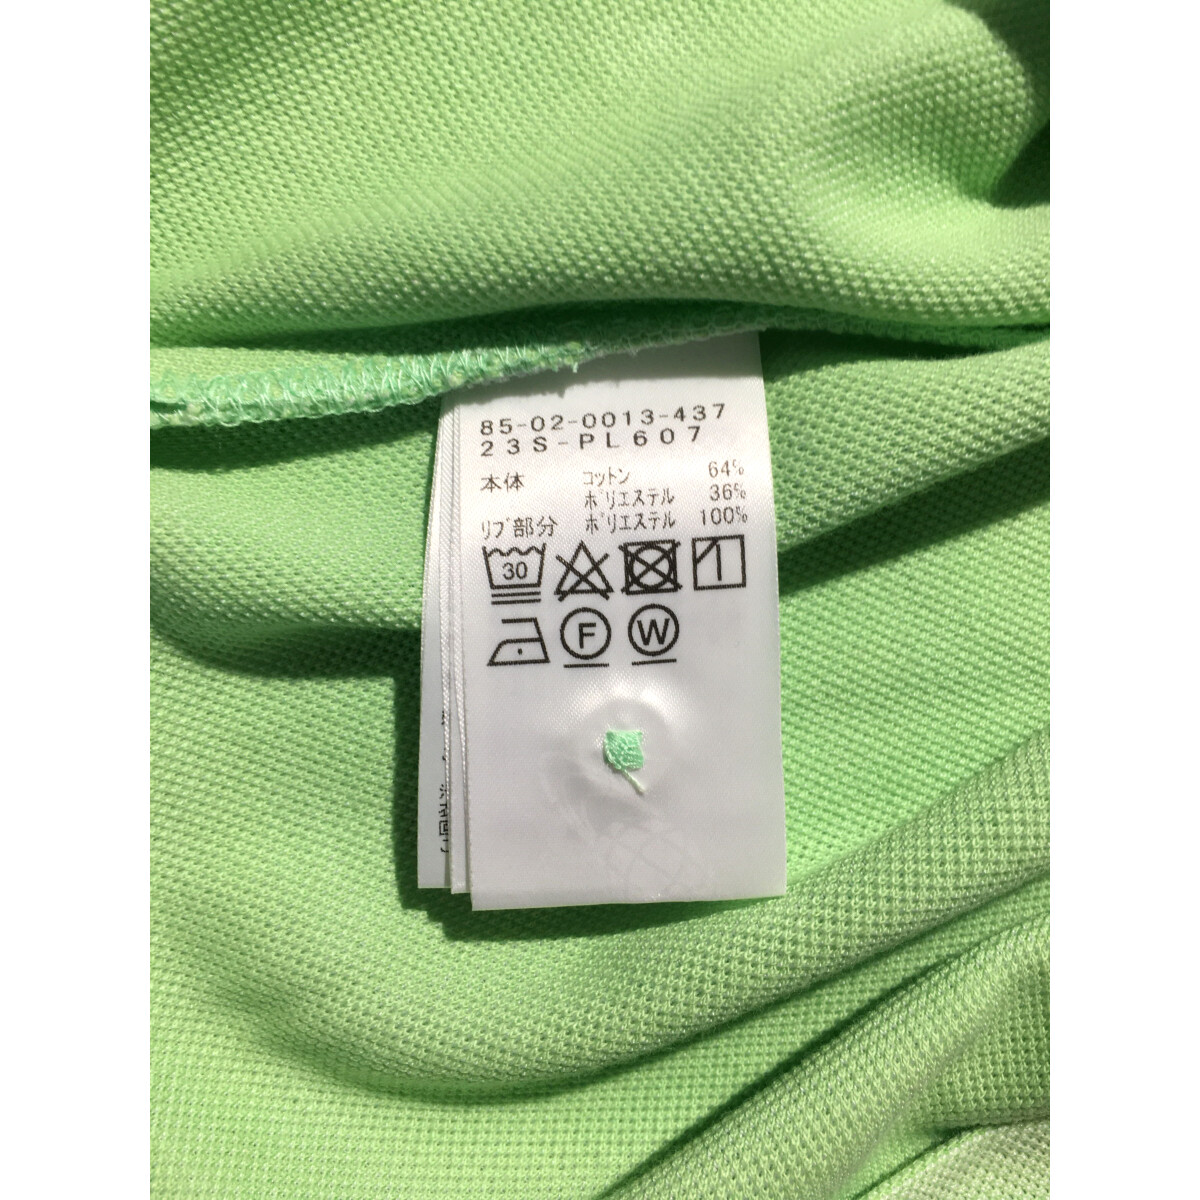 85-02-0013-437
23S-PL607
本体 コットン 64%
ポリエステル 36%
リブ部分 ポリエステル 100%
30
F W